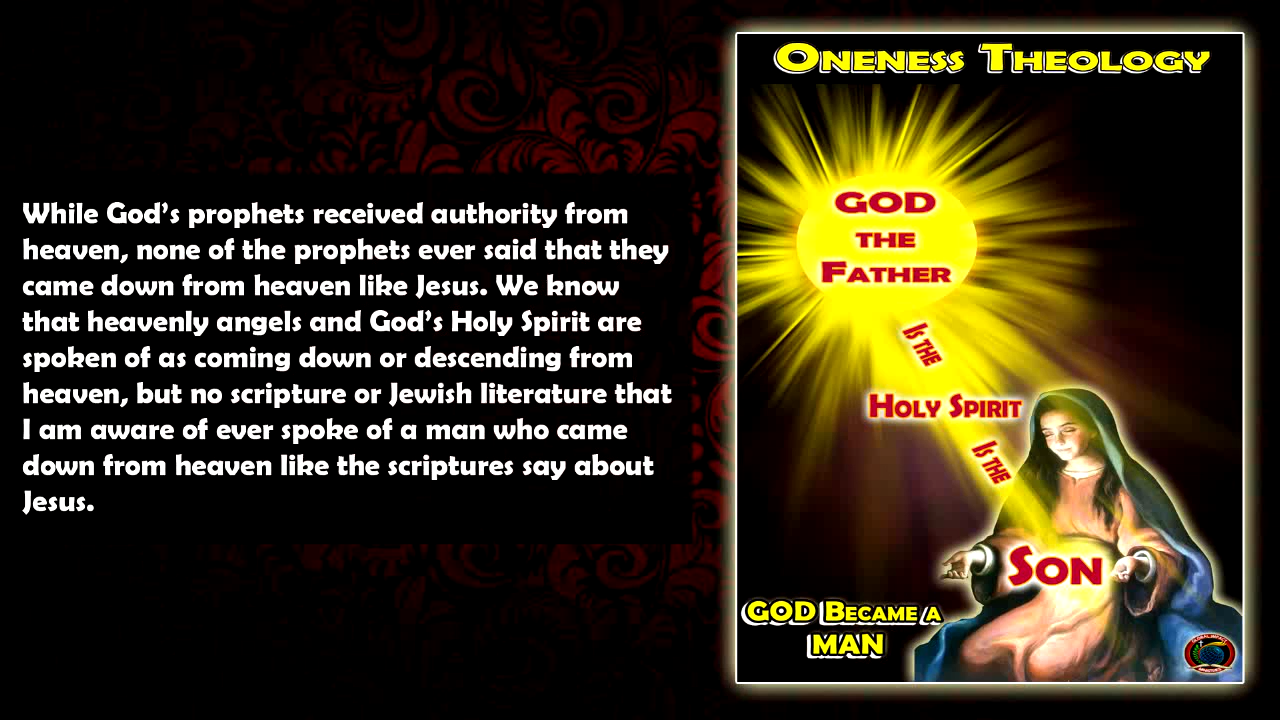 While God’s prophets received authority from
heaven, none of the prophets ever said that they
came down from heaven like Jesus. We know
that heavenly angels and God’s Holy Spirit are
spoken of as coming down or descending from
heaven, but no scripture or Jewish literature that
I am aware of ever spoke of a man who came
down from heaven like the scriptures say about
Jesus.
ONENESS THEOLOGY
GOD
THE
FATHER
IS THE
HOLY SPIRIT
IS THE
SON
GOD BECAME A
MAN
GLOBAL IMPACT
MINISTRIES